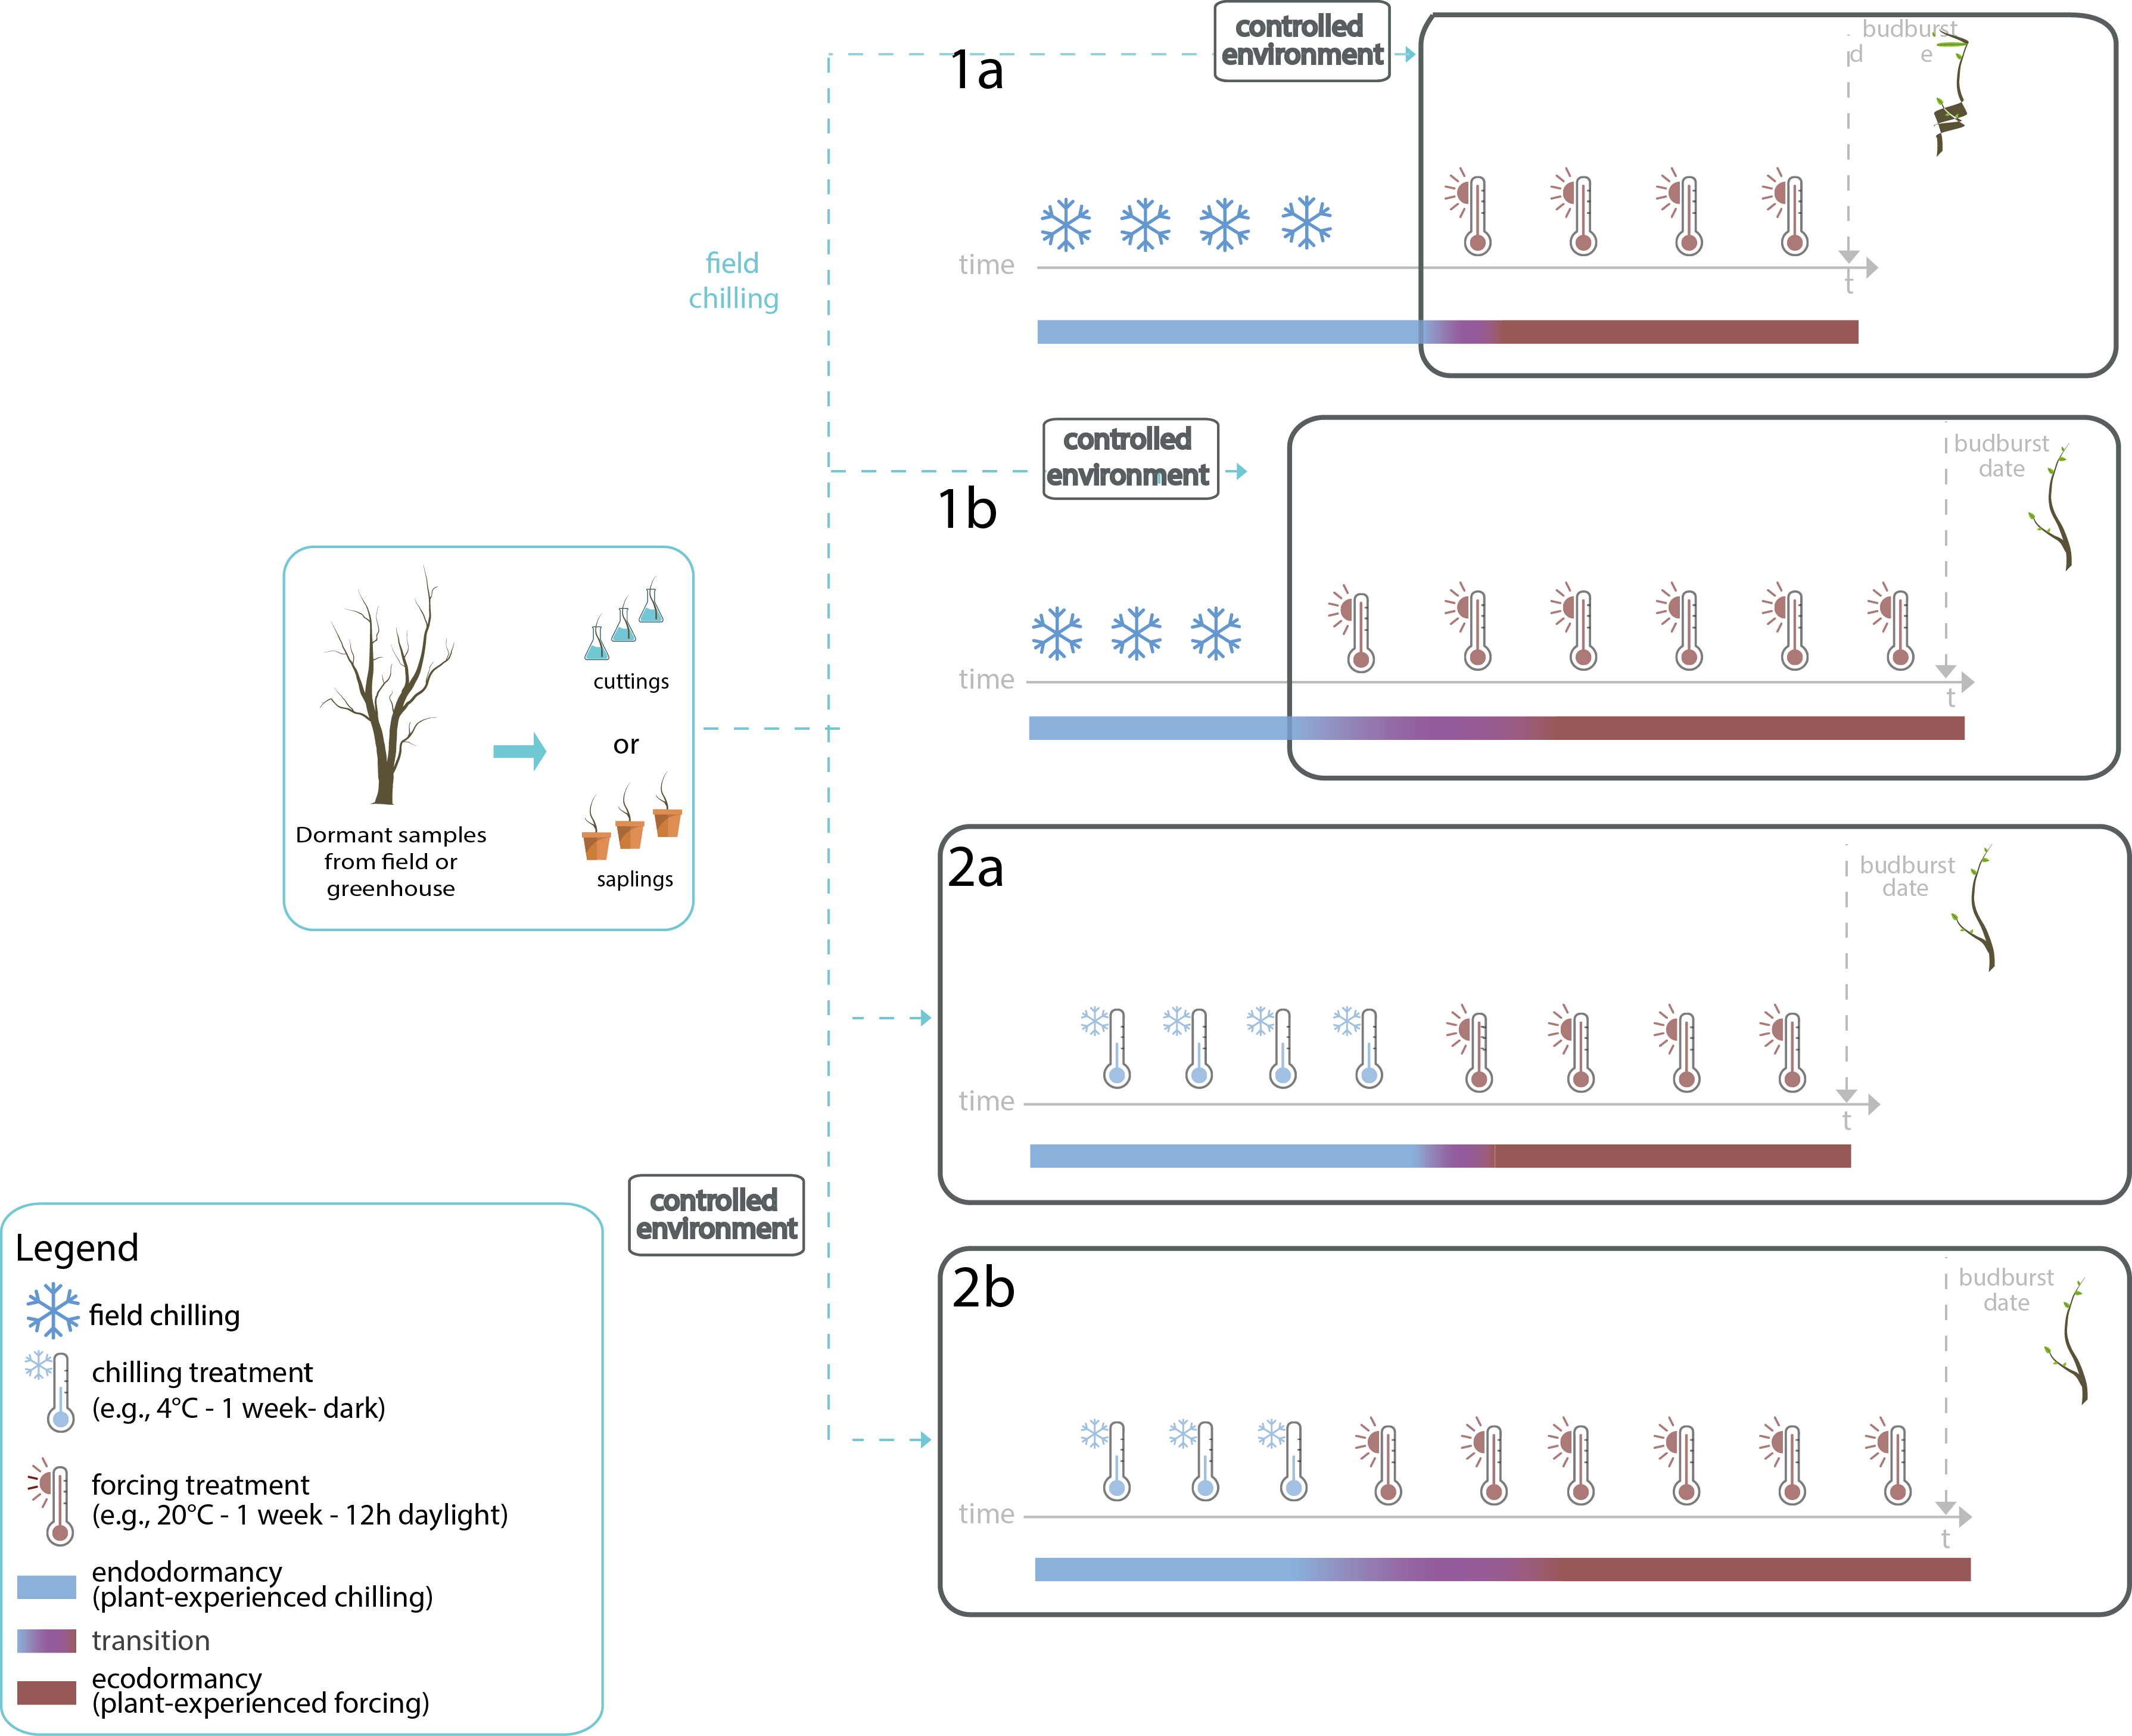 controlled
environment
1a
budburst
d e
field
chilling
time
t
controlled
environment
1b
budburst
date
time
t
cuttings
or
saplings
Dormant samples
from field or
greenhouse
2a
budburst
date
time
t
controlled
environment
2b
budburst
date
time
t
Legend
field chilling
chilling treatment
(e.g., 4°C - 1 week- dark)
forcing treatment
(e.g., 20°C - 1 week - 12h daylight)
endodormancy
(plant-experienced chilling)
transition
ecodormancy
(plant-experienced forcing)